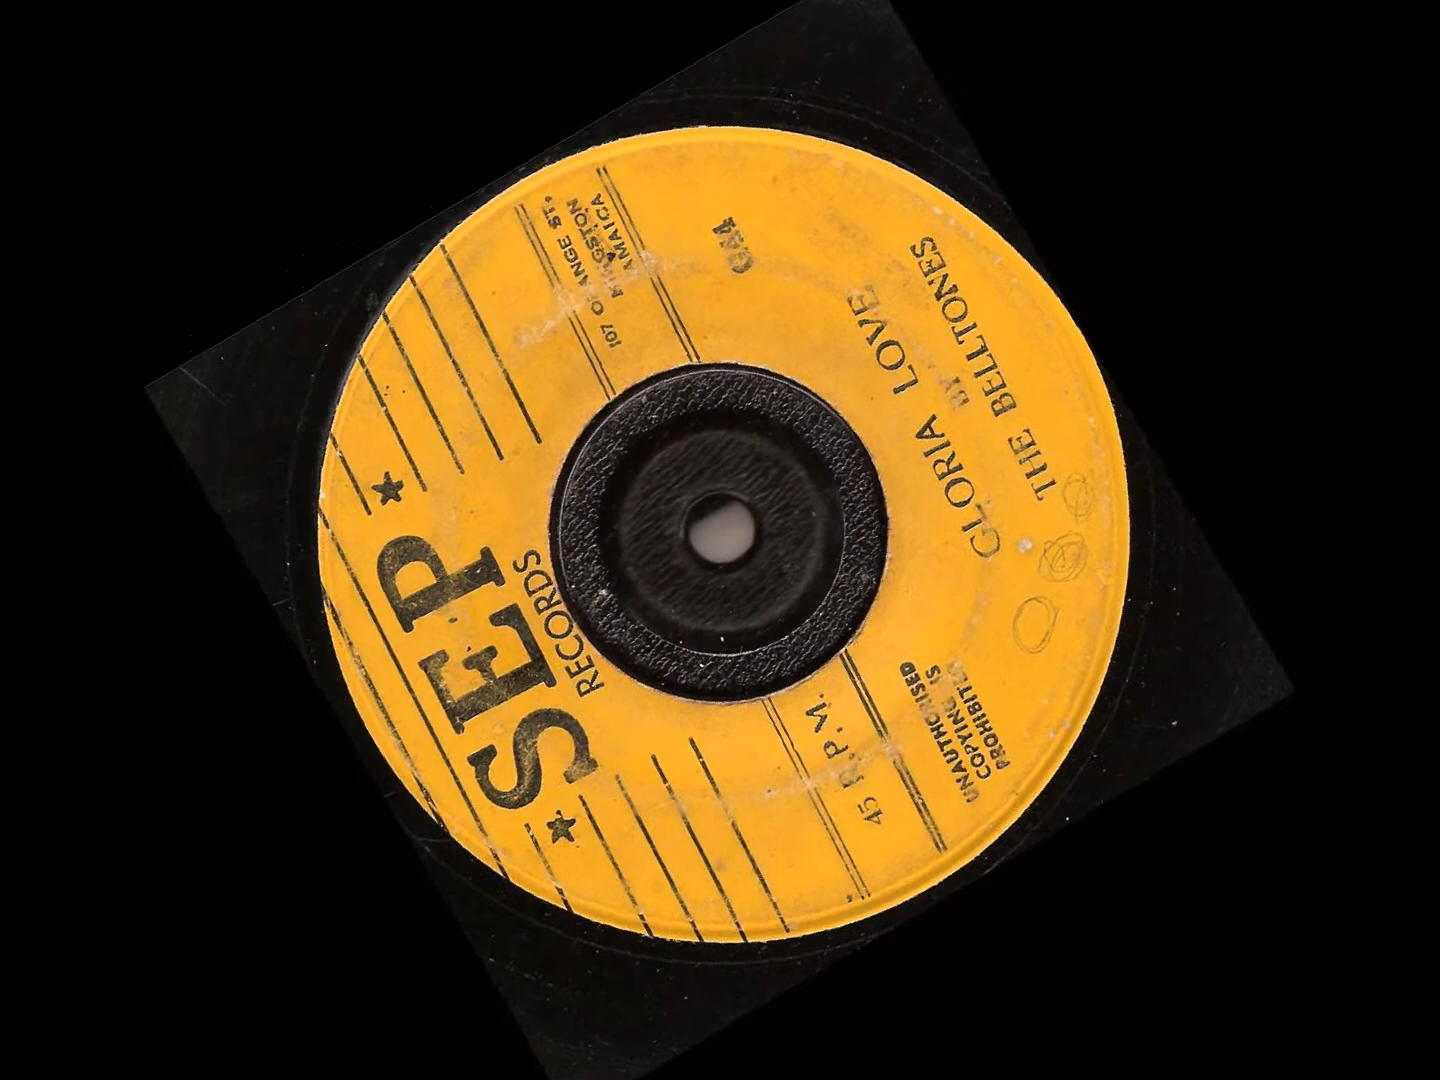 SEP
RECORDS
107 ORANGE ST.
KINGSTON
JAMAICA
45 R.P.M.
UNAUTHORISED
COPYING IS
PROHIBITED
GLORIA LOVE
BY
THE BELLTONES